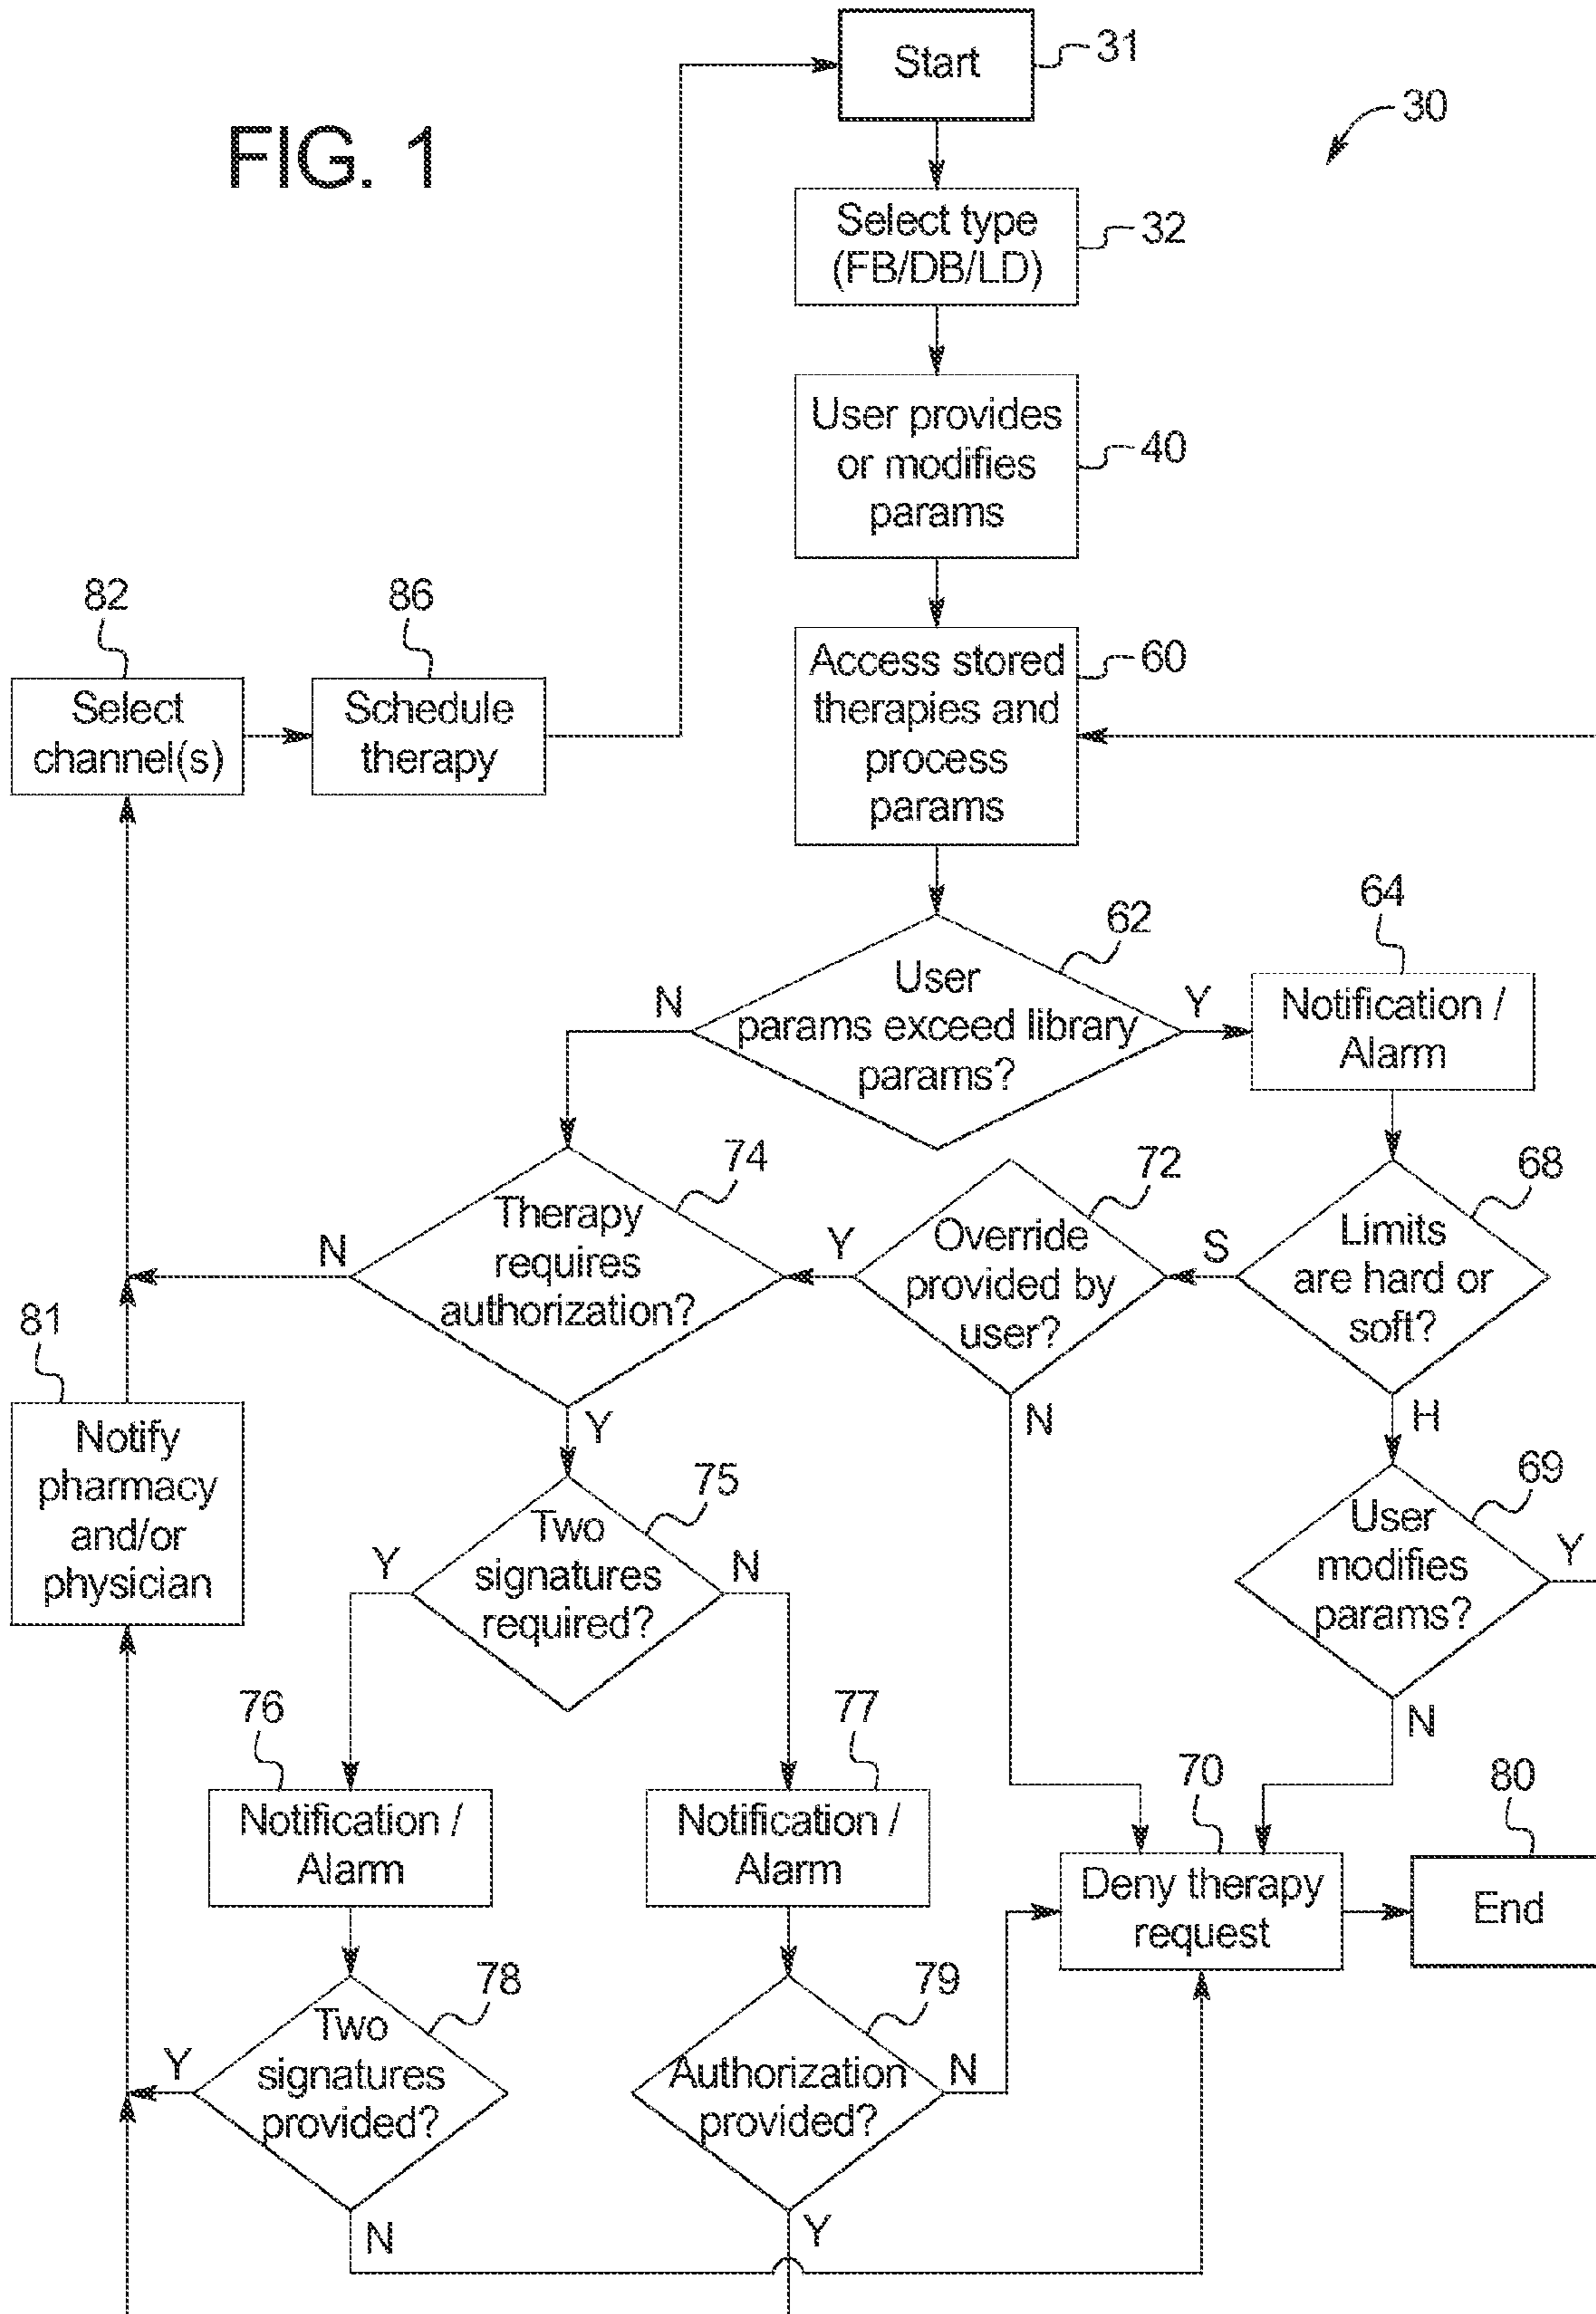 FIG. 1
Start
31
30
Select type
(FB/DB/LD)
32
User provides
or modifies
params
40
82
86
Select
channel(s)
Schedule
therapy
Access stored
therapies and
process
params
60
62
64
User
params exceed library
params?
N
Y
Notification /
Alarm
74
72
68
Therapy
requires
authorization?
N
Y
Override
provided by
user?
Y
N
S
Limits
are hard or
soft?
H
81
Notify
pharmacy
and/or
physician
75
Two
signatures
required?
Y
N
69
User
modifies
params?
Y
N
76
Notification /
Alarm
77
Notification /
Alarm
70
Deny therapy
request
80
End
78
Two
signatures
provided?
Y
N
79
Authorization
provided?
N
Y